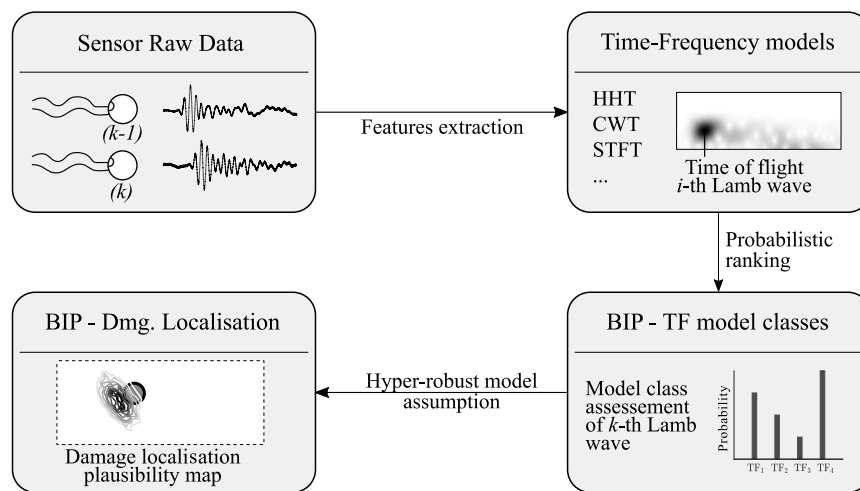 Sensor Raw Data
(k-1)
(k)
Features extraction
Time-Frequency models
HHT
CWT
STFT
...
Time of flight
i-th Lamb wave
Probabilistic
ranking
BIP - TF model classes
Model class
assessement
of k-th Lamb
wave
Probability
TF1 TF2 TF3 TF4
Hyper-robust model
assumption
BIP - Dmg. Localisation
Damage localisation
plausibility map